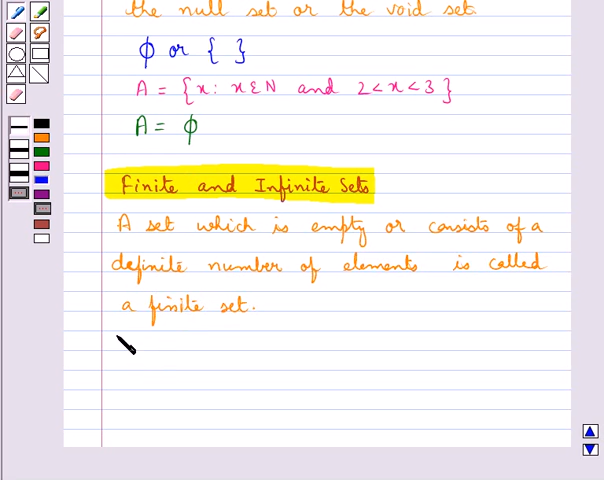 the null set or the void set.
ϕ or { }
A = {x: x ε N and 2 < x < 3}
A = ϕ
Finite and Infinite Sets
A set which is empty or consists of a
definite number of elements is called
a finite set.